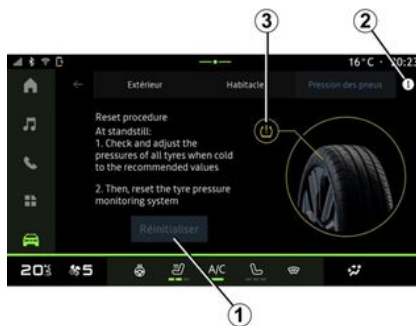 3
2
16°C · 20:23
Extérieur Habitacle Pression des pneus
Reset procedure
At standstill:
1. Check and adjust the
pressures of all tyres when cold
to the recommended values
2. Then, reset the tyre pressure
monitoring system
Réinitialiser
20 5 A/C
1